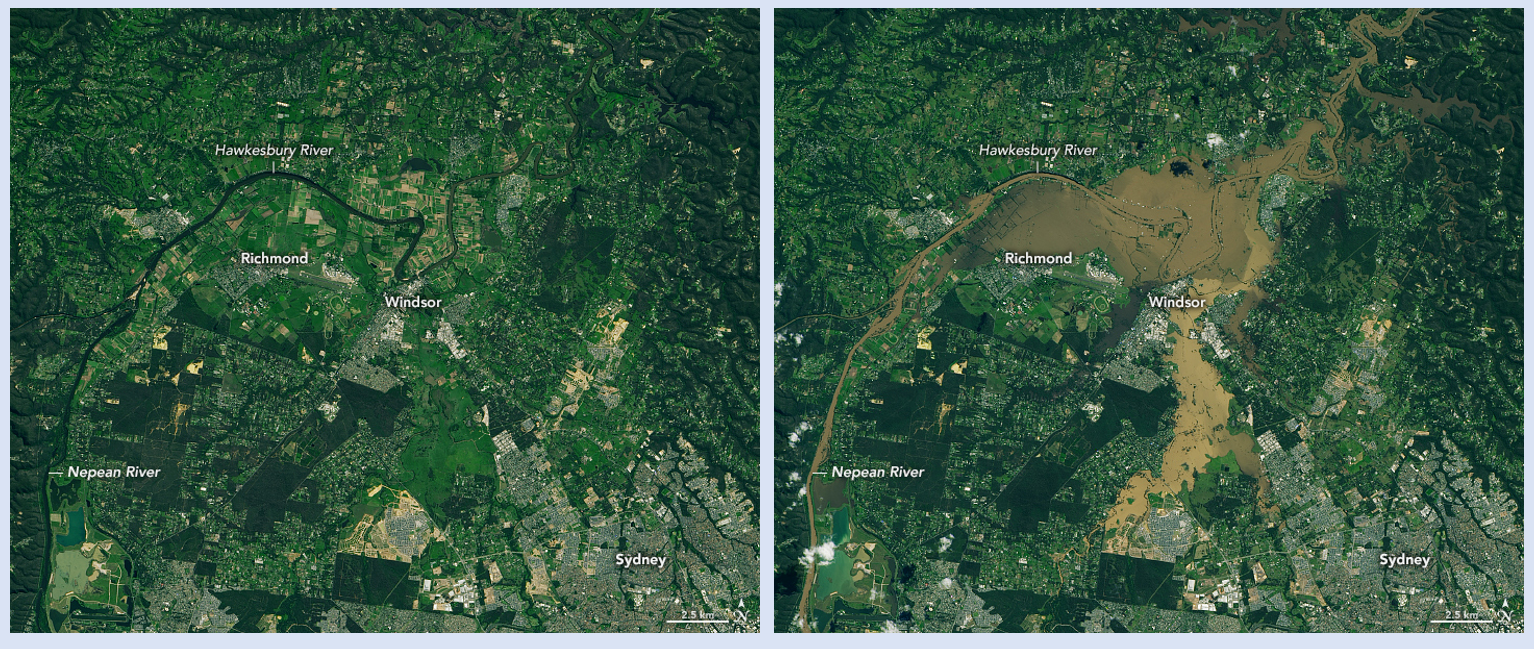 Hawkesbury River
Richmond
Windsor
Nepean River
Sydney
2.5 km
N
Hawkesbury River
Richmond
Windsor
Nepean River
Sydney
2.5 km
N